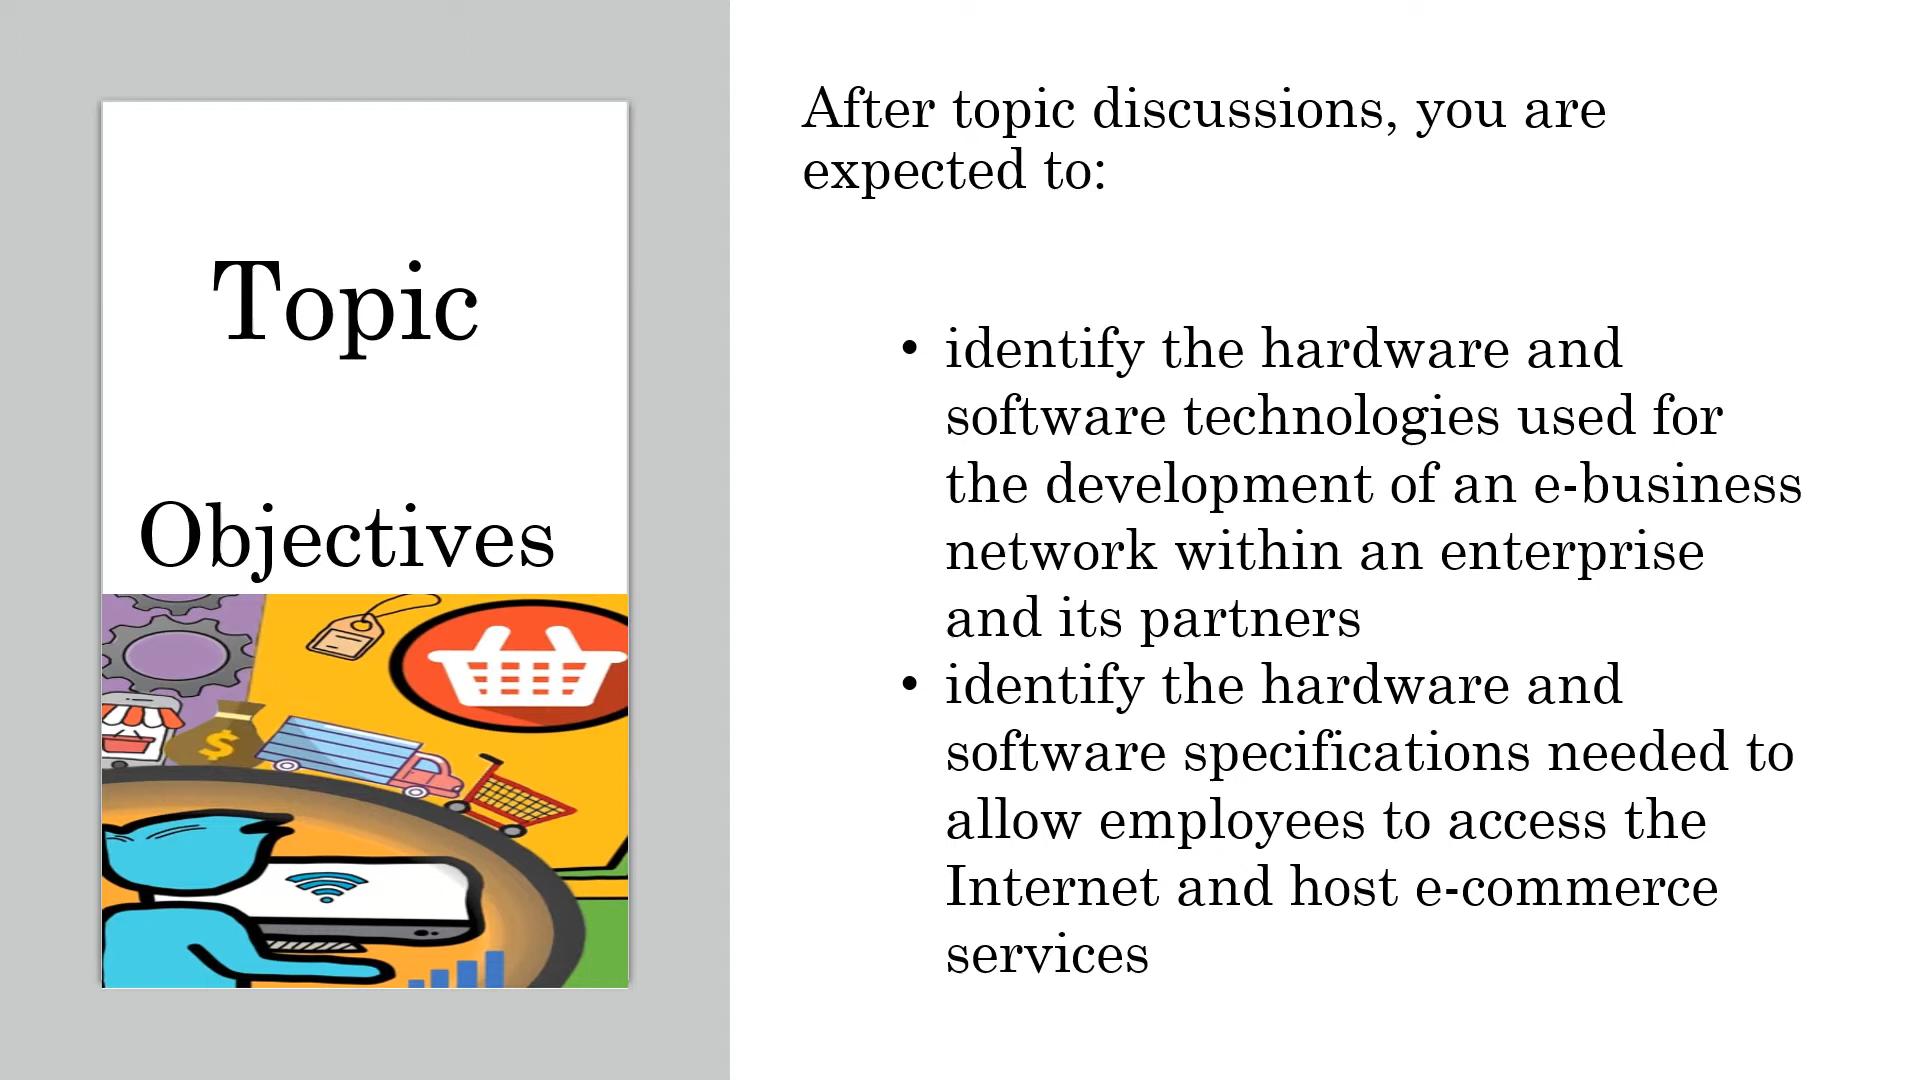 Topic
Objectives
After topic discussions, you are
expected to:
• identify the hardware and
software technologies used for
the development of an e-business
network within an enterprise
and its partners
• identify the hardware and
software specifications needed to
allow employees to access the
Internet and host e-commerce
services
$